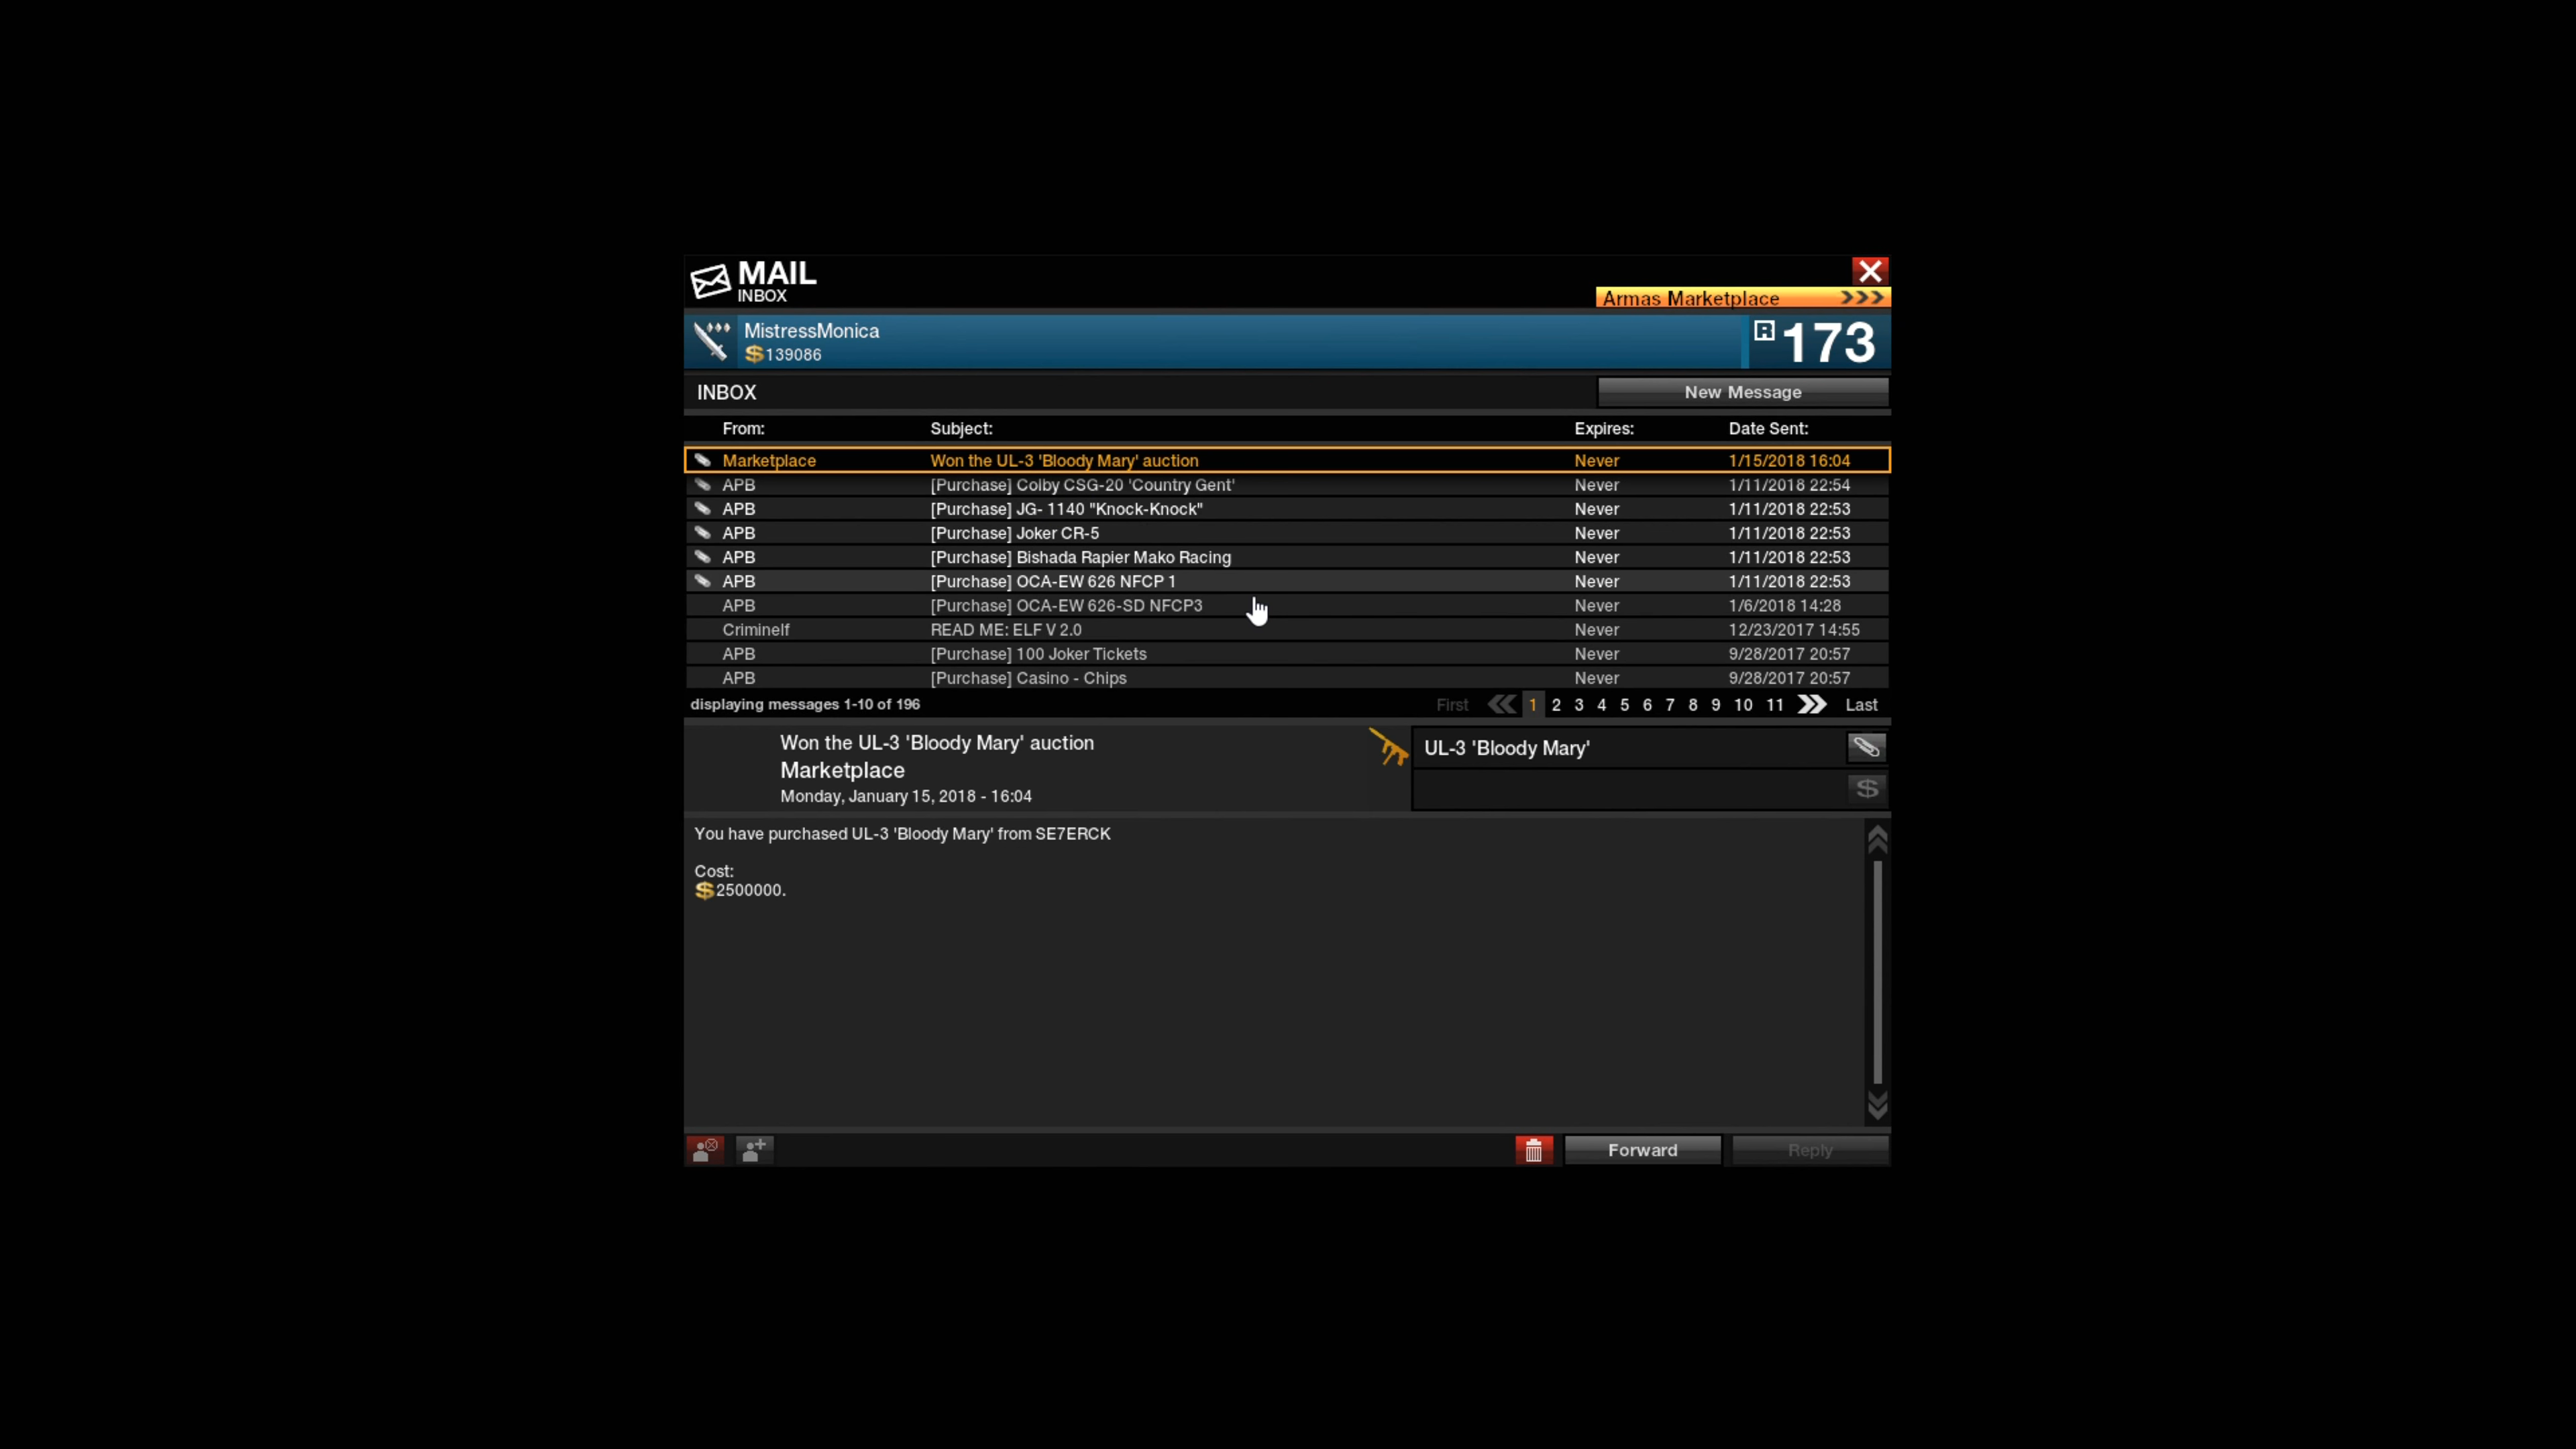 MAIL
INBOX
Armas Marketplace >>>
MistressMonica
$139086
R 173
INBOX
New Message
From: Subject: Expires: Date Sent:
Marketplace Won the UL-3 'Bloody Mary' auction Never 1/15/2018 16:04
APB [Purchase] Colby CSG-20 'Country Gent' Never 1/11/2018 22:54
APB [Purchase] JG- 1140 "Knock-Knock" Never 1/11/2018 22:53
APB [Purchase] Joker CR-5 Never 1/11/2018 22:53
APB [Purchase] Bishada Rapier Mako Racing Never 1/11/2018 22:53
APB [Purchase] OCA-EW 626 NFCP 1 Never 1/11/2018 22:53
APB [Purchase] OCA-EW 626-SD NFCP3 Never 1/6/2018 14:28
Criminelf READ ME: ELF V 2.0 Never 12/23/2017 14:55
APB [Purchase] 100 Joker Tickets Never 9/28/2017 20:57
APB [Purchase] Casino - Chips Never 9/28/2017 20:57
displaying messages 1-10 of 196 First 1 2 3 4 5 6 7 8 9 10 11 Last
Won the UL-3 'Bloody Mary' auction
Marketplace
Monday, January 15, 2018 - 16:04
UL-3 'Bloody Mary'
$
You have purchased UL-3 'Bloody Mary' from SE7ERCK
Cost:
$2500000.
Forward Reply